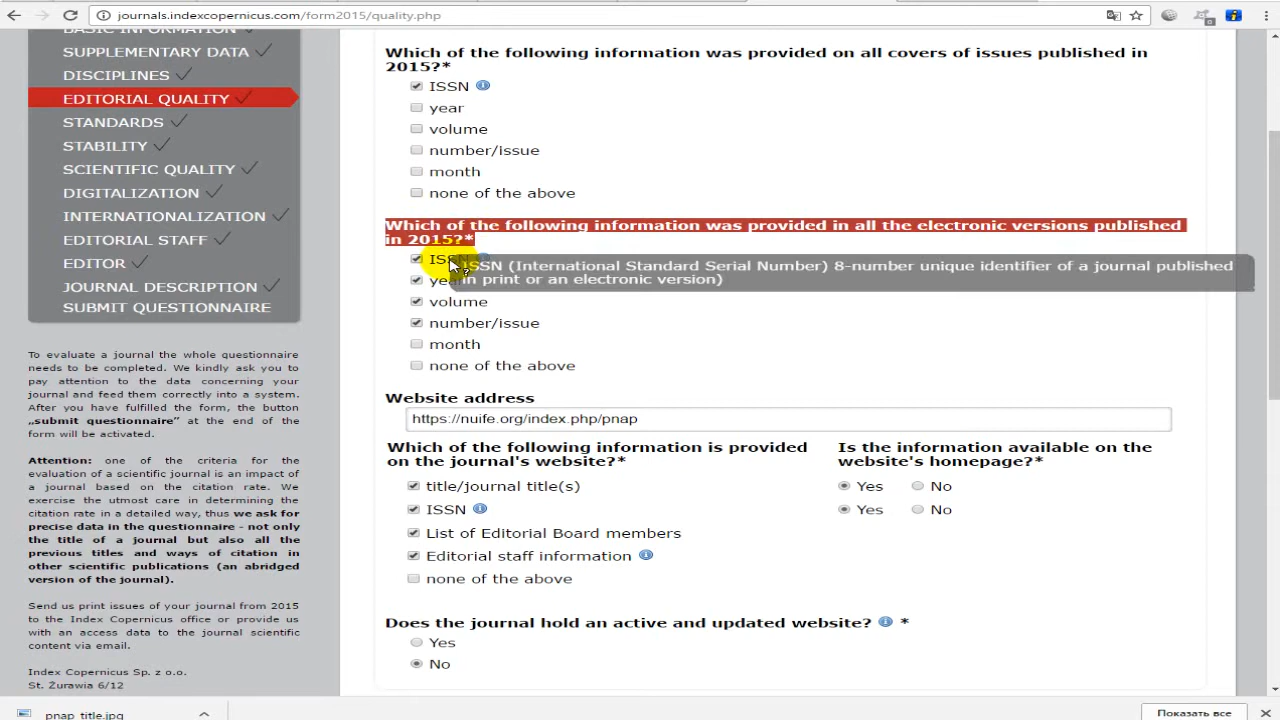 journals.indexcopernicus.com/form2015/quality.php
BASIC INFORMATION
SUPPLEMENTARY DATA
DISCIPLINES
EDITORIAL QUALITY
STANDARDS
STABILITY
SCIENTIFIC QUALITY
DIGITALIZATION
INTERNATIONALIZATION
EDITORIAL STAFF
EDITOR
JOURNAL DESCRIPTION
SUBMIT QUESTIONNAIRE
To evaluate a journal the whole questionnaire
needs to be completed. We kindly ask you to
pay attention to the data concerning your
journal and feed them correctly into a system.
After you have fulfilled the form, the button
„submit questionnaire” at the end of the
form will be activated.
Attention: one of the criteria for the
evaluation of a scientific journal is an impact of
a journal based on the citation rate. We
exercise the utmost care in determining the
citation rate in a detailed way, thus we ask for
precise data in the questionnaire - not only
the title of a journal but also all the
previous titles and ways of citation in
other scientific publications (an abridged
version of the journal).
Send us print issues of your journal from 2015
to the Index Copernicus office or provide us
with an access data to the journal scientific
content via email.
Index Copernicus Sp. z o.o.
St. Żurawia 6/12
Which of the following information was provided on all covers of issues published in
2015?*
ISSN
year
volume
number/issue
month
none of the above
Which of the following information was provided in all the electronic versions published
in 2015?*
ISSN
ISSN (International Standard Serial Number) 8-number unique identifier of a journal published
in print or an electronic version)
year
volume
number/issue
month
none of the above
Website address
https://nuife.org/index.php/pnap
Which of the following information is provided
on the journal's website?*
Is the information available on the
website's homepage?*
title/journal title(s)
Yes No
ISSN
Yes No
List of Editorial Board members
Editorial staff information
none of the above
Does the journal hold an active and updated website? *
Yes
No
pnap_title.jpg
Показать все